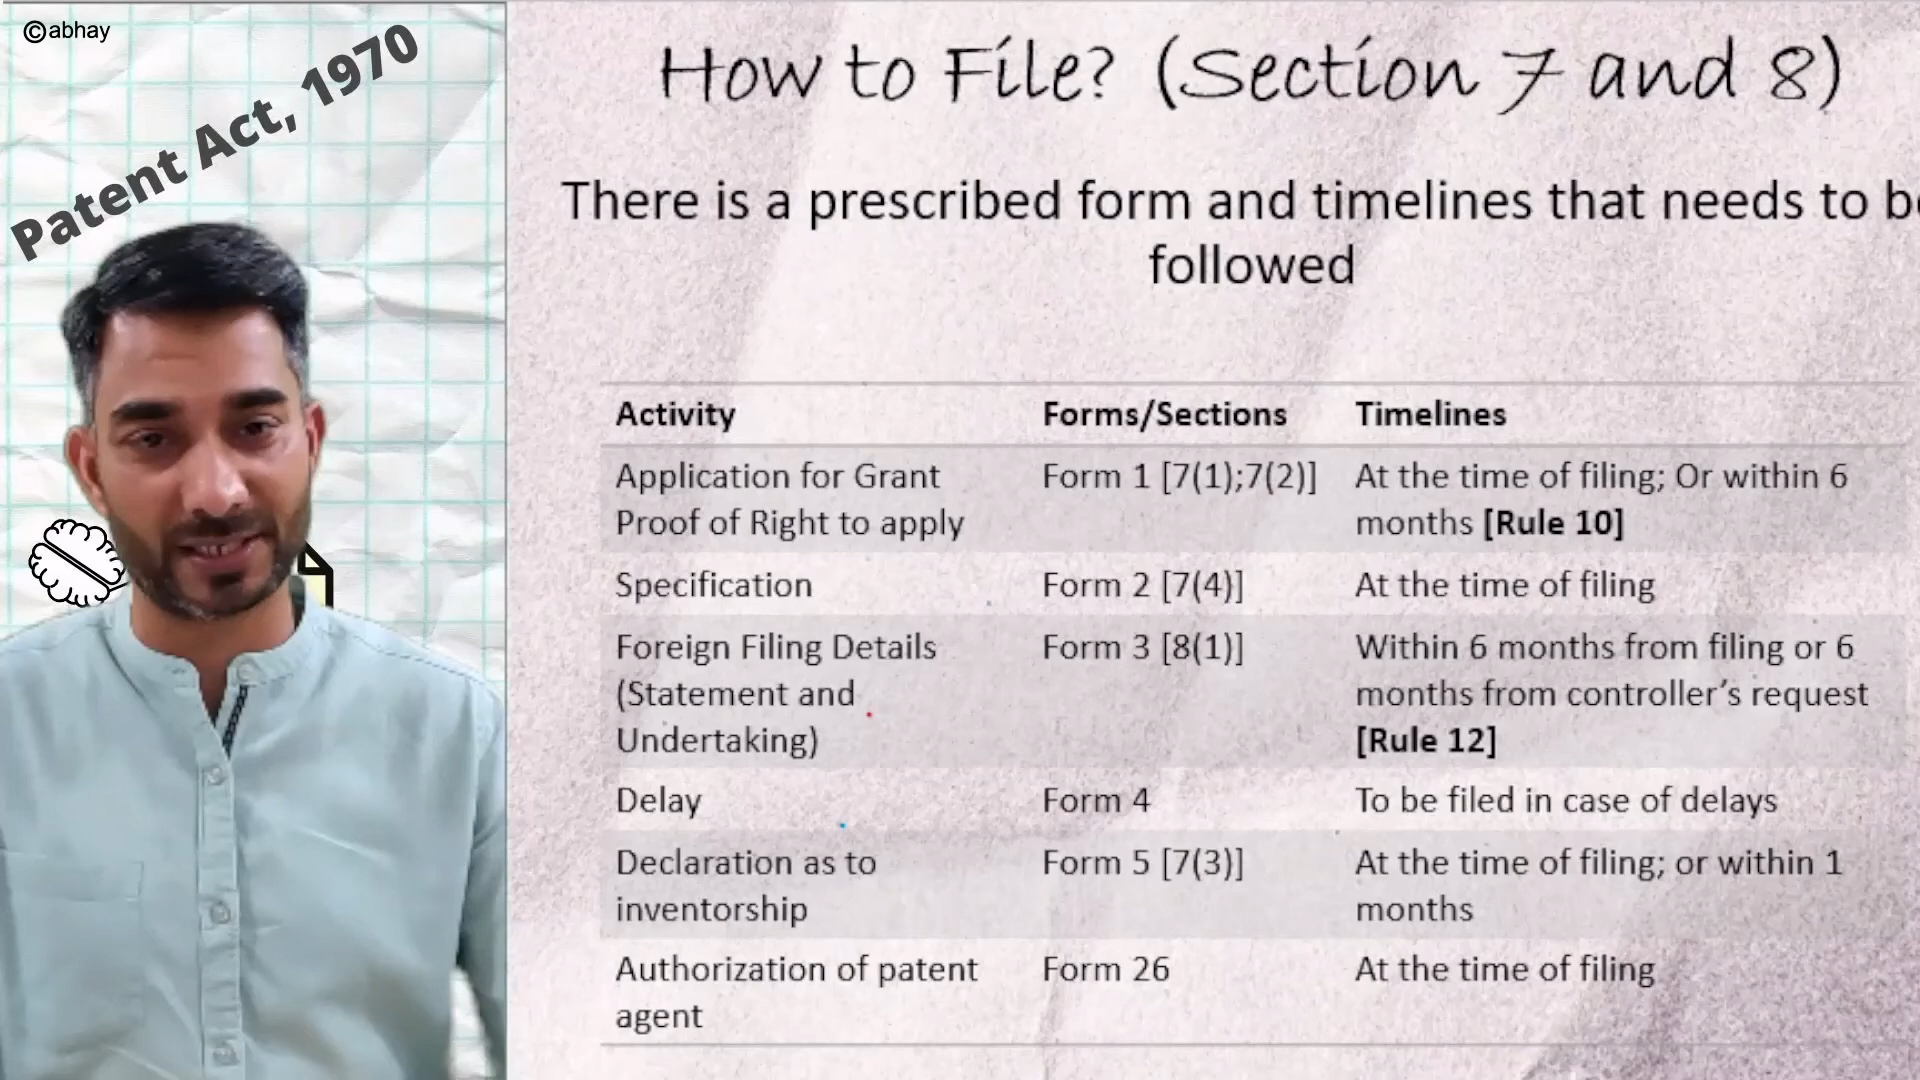 ©abhay
Patent Act, 1970
How to File? (Section 7 and 8)
There is a prescribed form and timelines that needs to be
followed
Activity Forms/Sections Timelines
Application for Grant Form 1 [7(1);7(2)] At the time of filing; Or within 6
Proof of Right to apply months [Rule 10]
Specification Form 2 [7(4)] At the time of filing
Foreign Filing Details Form 3 [8(1)] Within 6 months from filing or 6
(Statement and months from controller’s request
Undertaking) [Rule 12]
Delay Form 4 To be filed in case of delays
Declaration as to Form 5 [7(3)] At the time of filing; or within 1
inventorship months
Authorization of patent Form 26 At the time of filing
agent